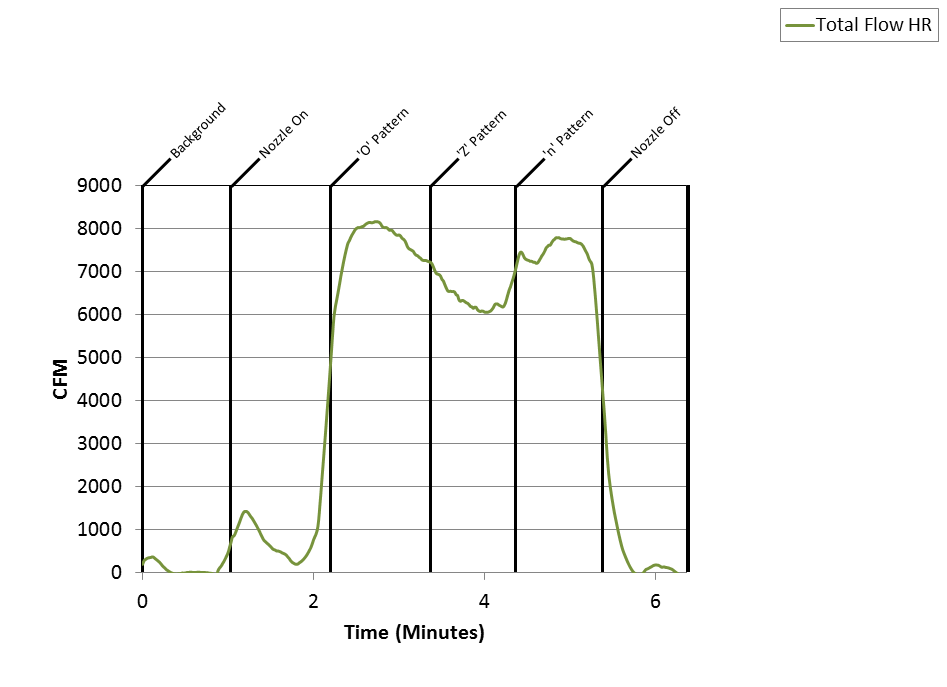 Total Flow HR
Background
Nozzle On
'O' Pattern
'Z' Pattern
'n' Pattern
Nozzle Off
9000
8000
7000
6000
5000
4000
3000
2000
1000
0
CFM
0 2 4 6
Time (Minutes)